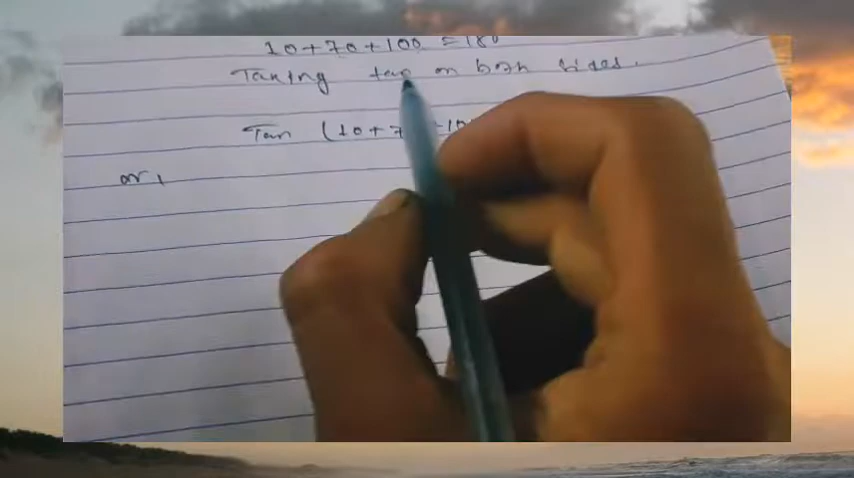 10+70+100 = 180
Taking tan on both sides.
Tan (10+7
or,